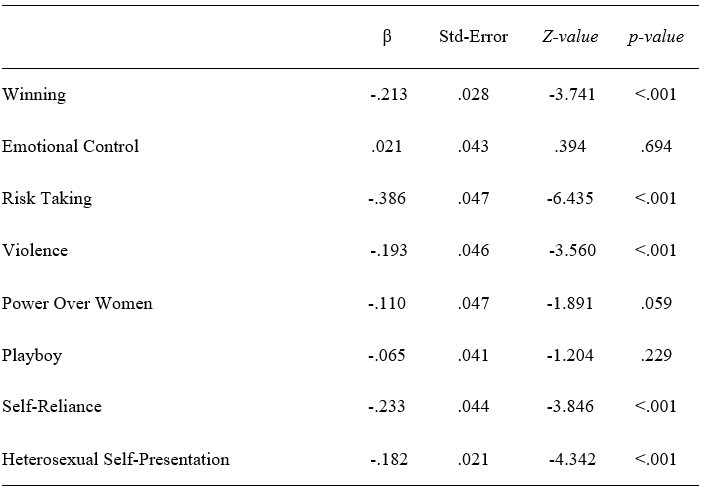 β Std-Error Z-value p-value
Winning -.213 .028 -3.741 <.001
Emotional Control .021 .043 .394 .694
Risk Taking -.386 .047 -6.435 <.001
Violence -.193 .046 -3.560 <.001
Power Over Women -.110 .047 -1.891 .059
Playboy -.065 .041 -1.204 .229
Self-Reliance -.233 .044 -3.846 <.001
Heterosexual Self-Presentation -.182 .021 -4.342 <.001